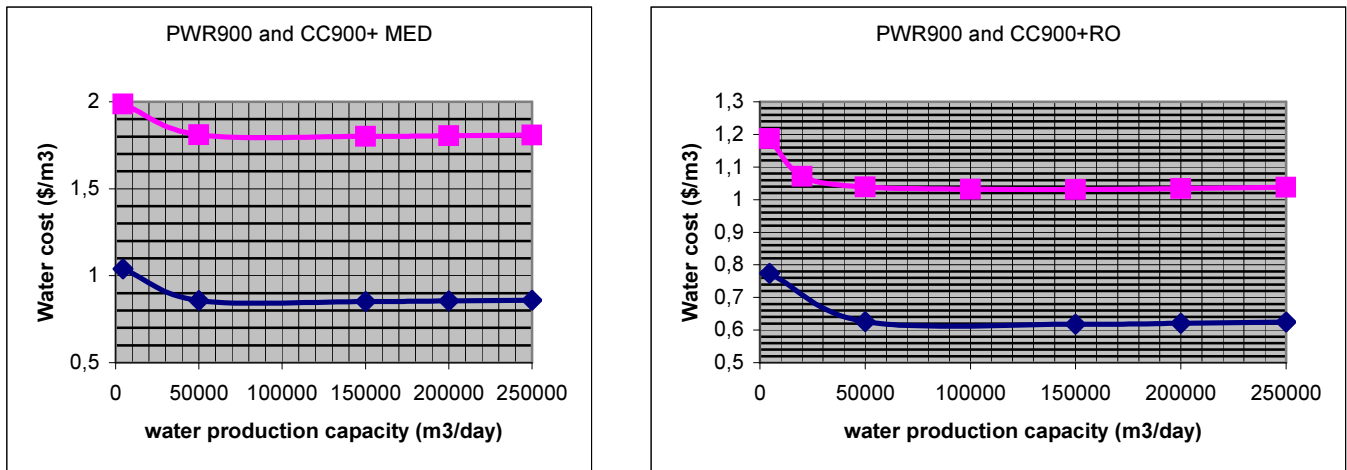 PWR900 and CC900+ MED
Water cost ($/m3)
2
1,5
1
0,5
0 50000 100000 150000 200000 250000
water production capacity (m3/day)
PWR900 and CC900+RO
Water cost ($/m3)
1,3
1,2
1,1
1
0,9
0,8
0,7
0,6
0,5
0 50000 100000 150000 200000 250000
water production capacity (m3/day)